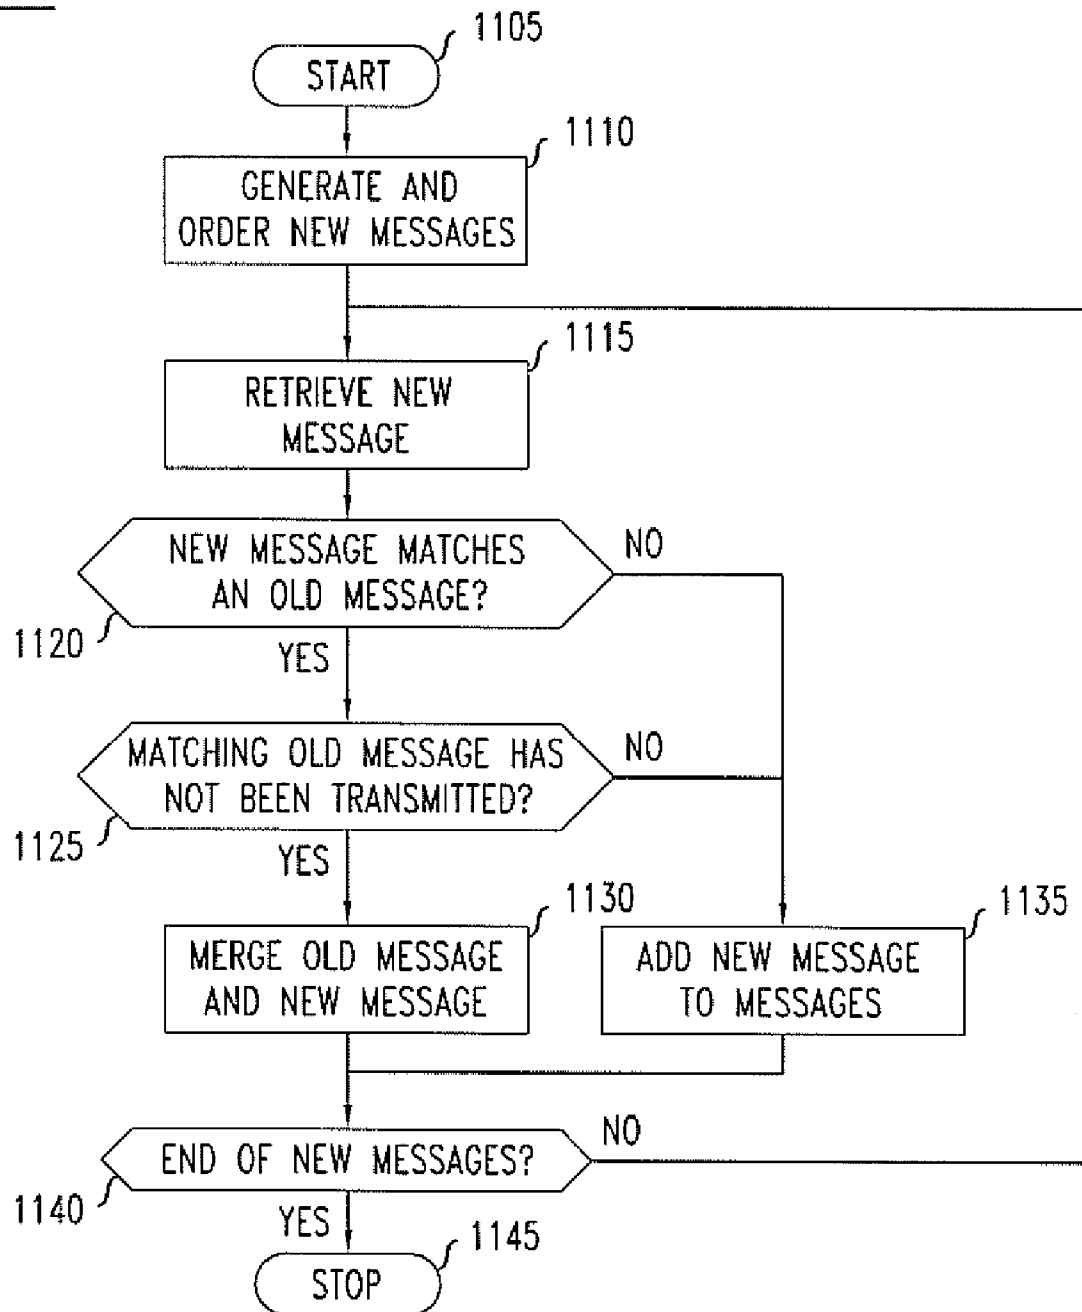 1105
START
1110
GENERATE AND
ORDER NEW MESSAGES
1115
RETRIEVE NEW
MESSAGE
NEW MESSAGE MATCHES
AN OLD MESSAGE?
NO
1120
YES
MATCHING OLD MESSAGE HAS
NOT BEEN TRANSMITTED?
NO
1125
YES
1130
MERGE OLD MESSAGE
AND NEW MESSAGE
1135
ADD NEW MESSAGE
TO MESSAGES
END OF NEW MESSAGES?
NO
1140
YES
1145
STOP